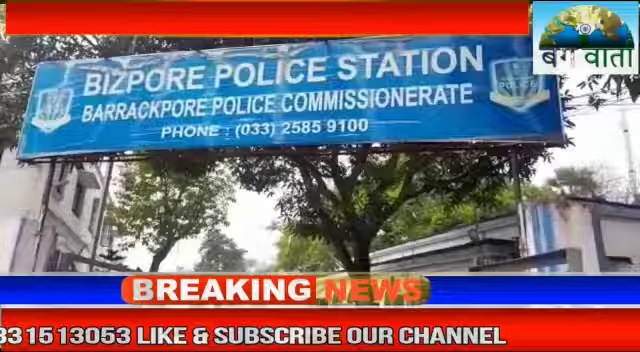 बंग वार्ता
BIZPORE POLICE STATION
BARRACKPORE POLICE COMMISSIONERATE
PHONE : (033) 2585 9100
BREAKING NEWS
331513053 LIKE & SUBSCRIBE OUR CHANNEL